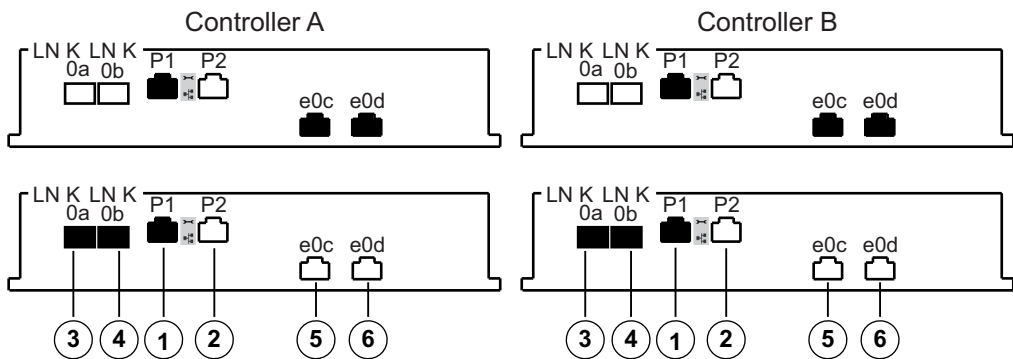 Controller A Controller B
LN K LN K P1 P2 LN K LN K P1 P2
0a 0b 0a 0b
e0c e0d e0c e0d
LN K LN K P1 P2 LN K LN K P1 P2
0a 0b 0a 0b
e0c e0d e0c e0d
3 4 1 2 5 6 3 4 1 2 5 6